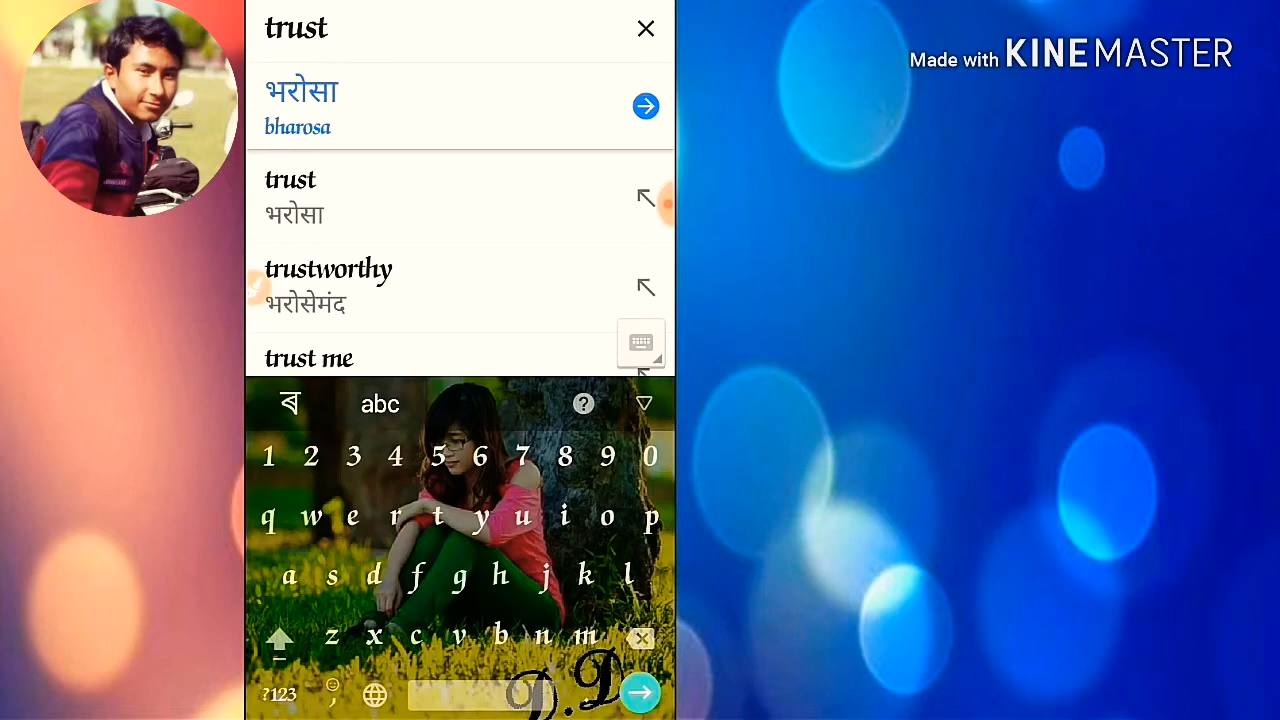 trust
भरोसा
bharosa
trust
भरोसा
trustworthy
भरोसेमंद
trust me
Made with KINEMASTER
ৰ abc ?
1 2 3 4 5 6 7 8 9 0
q w e r t y u i o p
a s d f g h j k l
z x c v b n m
?123 ,
D.D